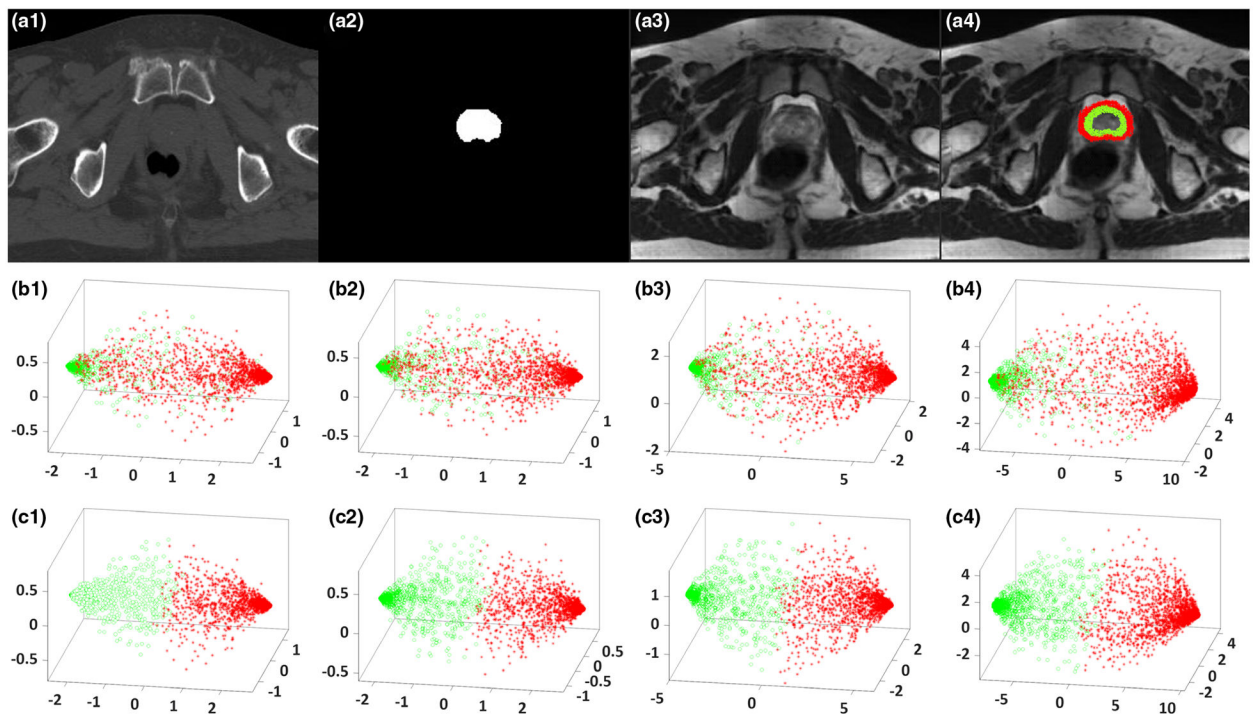 (a1) (a2) (a3) (a4)
(b1) (b2) (b3) (b4)
0.5 0 -0.5 -2 -1 0 1 2 -1 0 1
0.5 0 -0.5 -2 -1 0 1 2 -1 0 1
2 0 -2 -5 0 5 -2 0 2
4 2 0 -2 -4 -5 0 5 10 -2 0 2 4
(c1) (c2) (c3) (c4)
0.5 0 -0.5 -2 -1 0 1 2 -1 0 1
0.5 0 -0.5 -2 -1 0 1 2 -1 -0.5 0 0.5
1 0 -1 -5 0 5 -2 0 2
4 2 0 -2 -5 0 5 10 -2 0 2 4